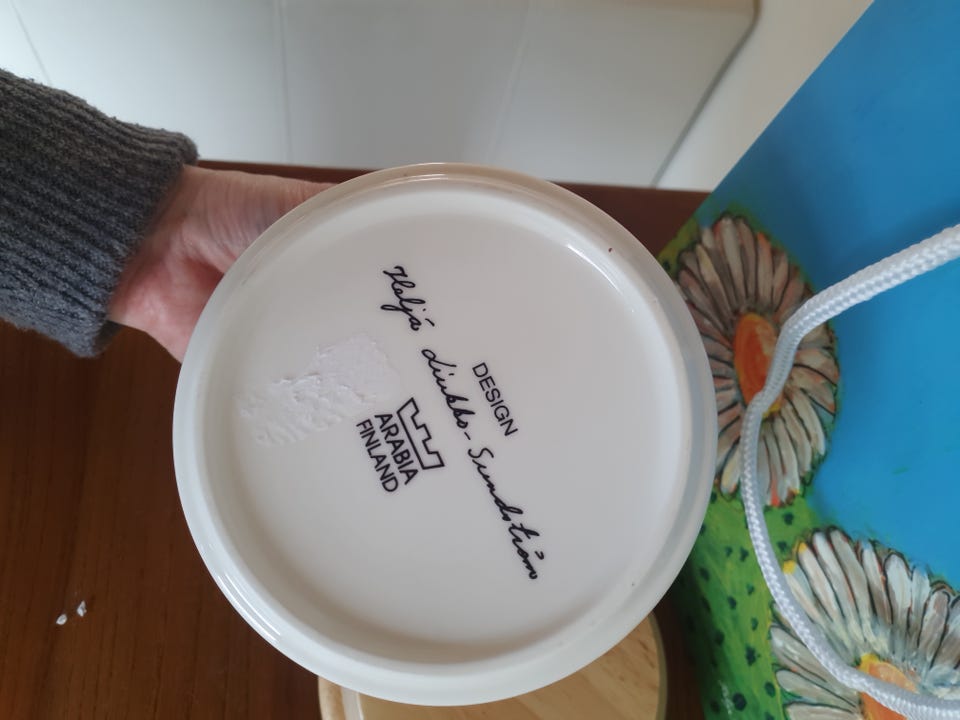 DESIGN
Heljä Liukko-Sundström
ARABIA
FINLAND